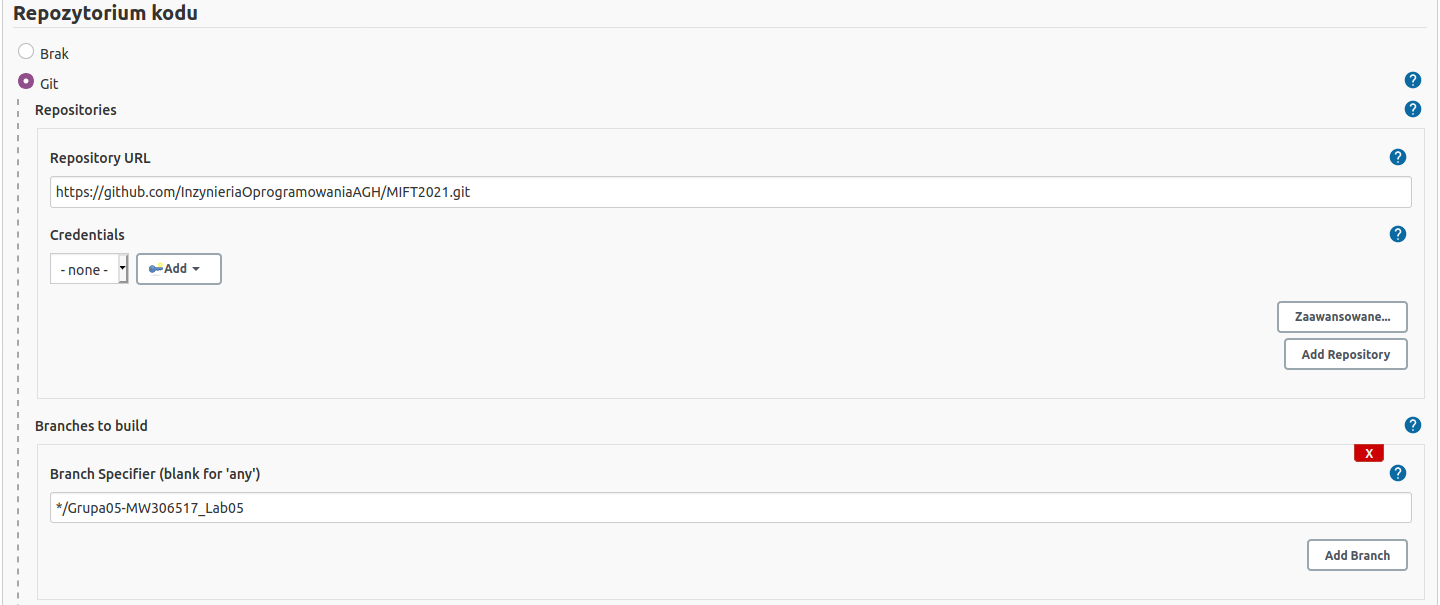 Repozytorium kodu
Brak
Git
?
Repositories
?
Repository URL
?
https://github.com/InzynieriaOprogramowaniaAGH/MIFT2021.git
Credentials
?
- none -
Add
Zaawansowane...
Add Repository
Branches to build
?
X
Branch Specifier (blank for 'any')
?
*/Grupa05-MW306517_Lab05
Add Branch